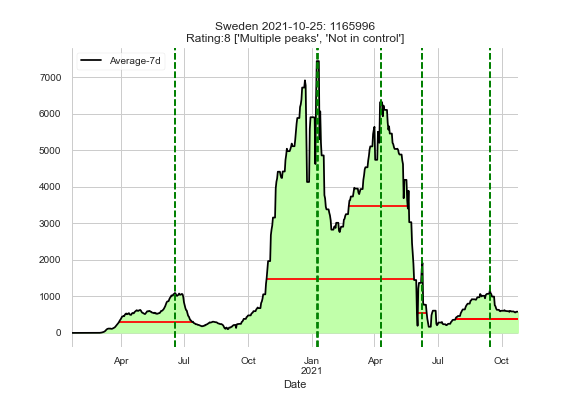 Sweden 2021-10-25: 1165996
Rating:8 ['Multiple peaks', 'Not in control']
Average-7d
7000
6000
5000
4000
3000
2000
1000
0
Apr Jul Oct Jan Apr Jul Oct
2021
Date